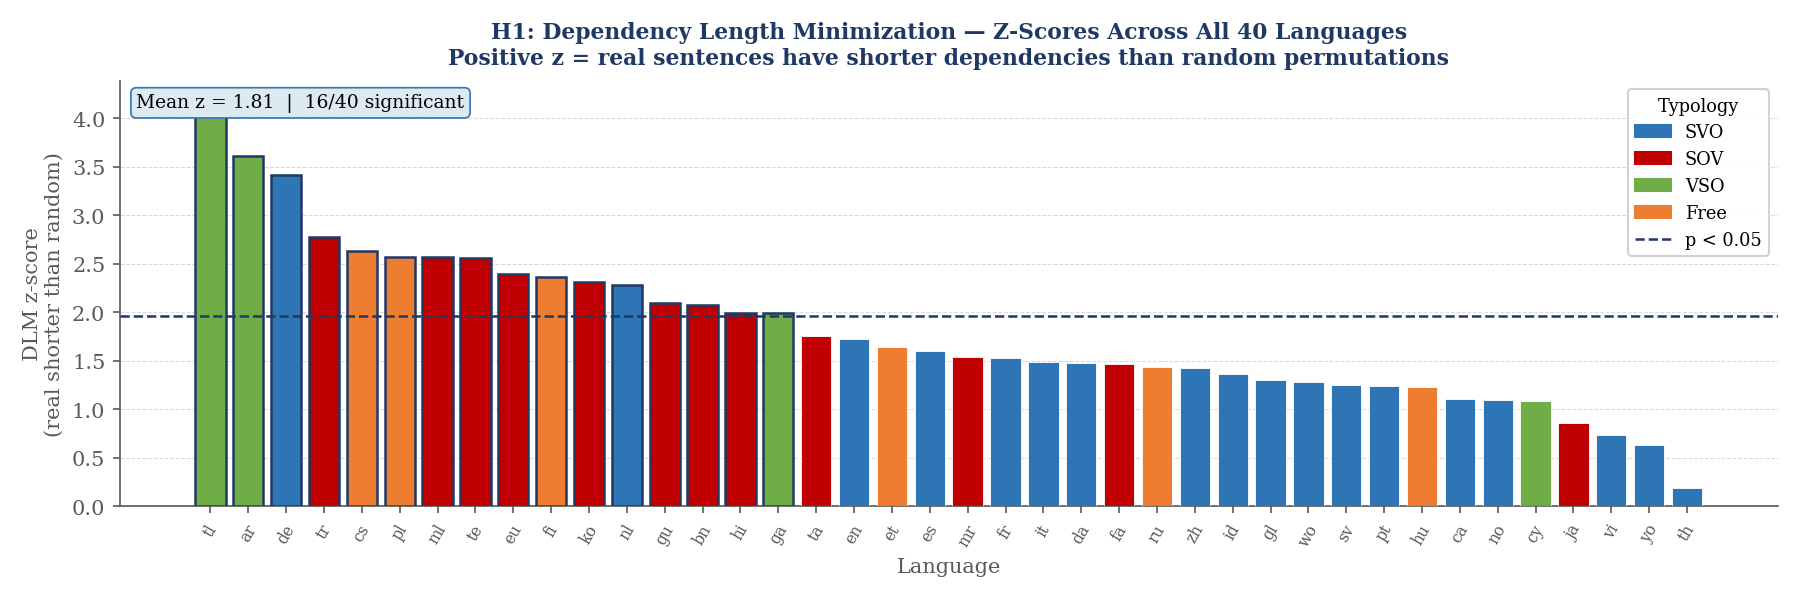 H1: Dependency Length Minimization — Z-Scores Across All 40 Languages
Positive z = real sentences have shorter dependencies than random permutations
Mean z = 1.81 | 16/40 significant
Typology
SVO
SOV
VSO
Free
p < 0.05
DLM z-score
(real shorter than random)
4.0
3.5
3.0
2.5
2.0
1.5
1.0
0.5
0.0
tl ar de tr cs pl ml te eu fi ko nl gu bn hi ga ta en et es mr fr it da fa ru zh id gl wo sv pt hu ca no cy ja vi yo th
Language